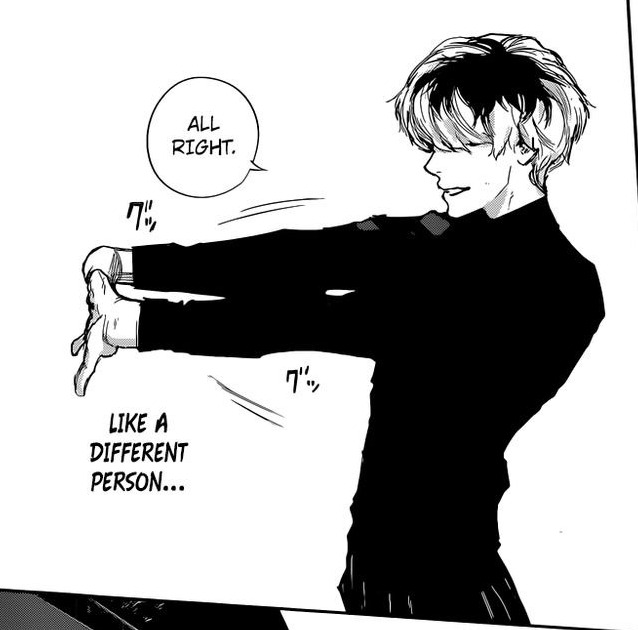 ALL
RIGHT.
グッ
グッ
LIKE A
DIFFERENT
PERSON...